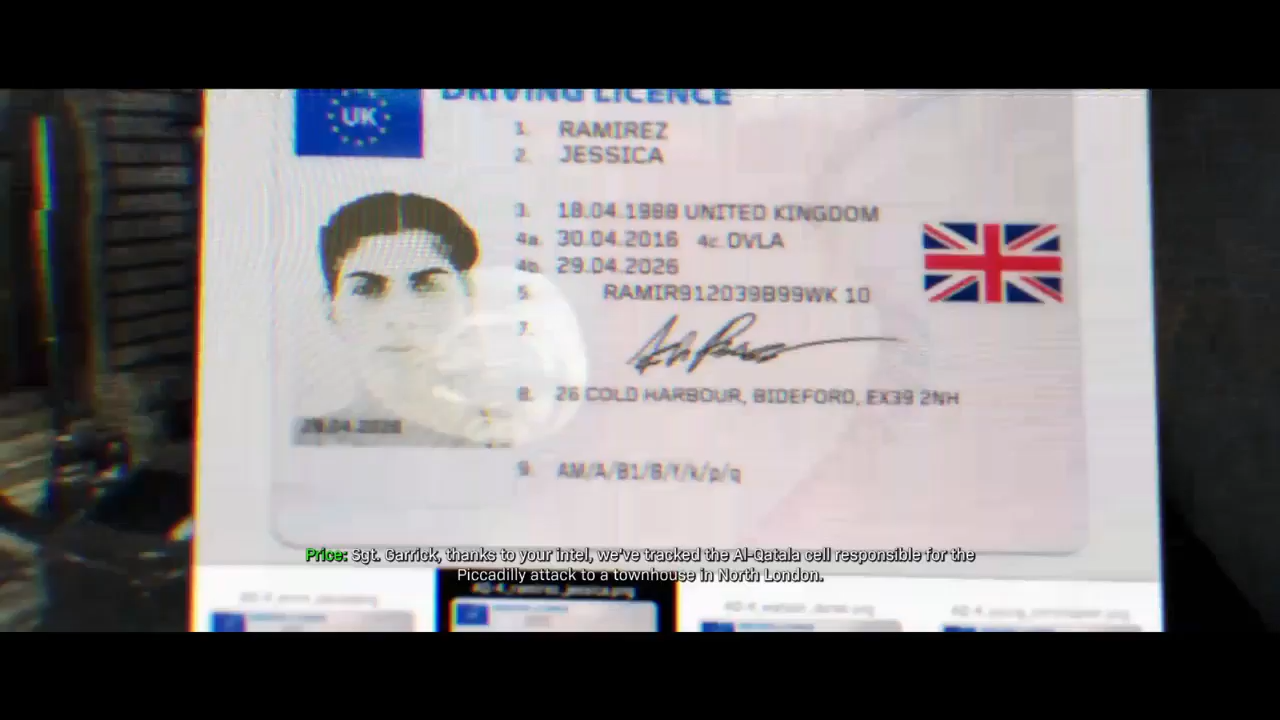 DRIVING LICENCE
UK
1. RAMIREZ
2. JESSICA
3. 18.04.1988 UNITED KINGDOM
4a. 30.04.2016 4c. DVLA
4b. 29.04.2026
5. RAMIR912039B99WK 10
7.
8. 26 COLD HARBOUR, BIDEFORD, EX39 2NH
29.04.2026
9. AM/A/B1/B/f/k/p/q
Price: Sgt. Garrick, thanks to your intel, we've tracked the Al-Qatala cell responsible for the
Piccadilly attack to a townhouse in North London.